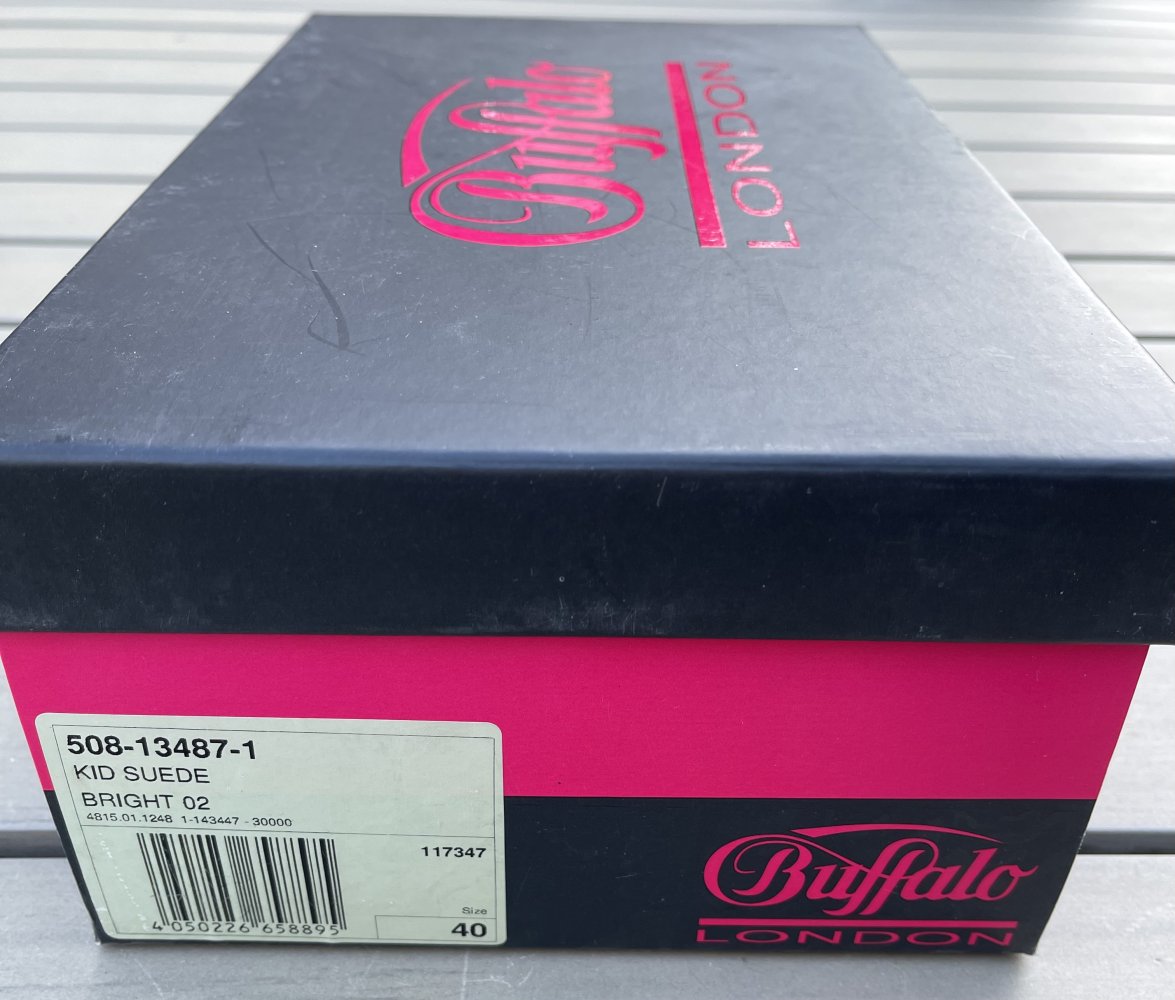 Buffalo
LONDON
508-13487-1
KID SUEDE
BRIGHT 02
4815.01.1248 1-143447 - 30000
117347
Size
40
4 050226 658895
Buffalo
LONDON